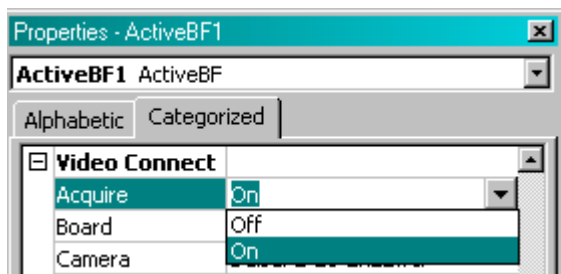 Properties - ActiveBF1
ActiveBF1 ActiveBF
Alphabetic Categorized
Video Connect
Acquire On
Board Off
Camera On